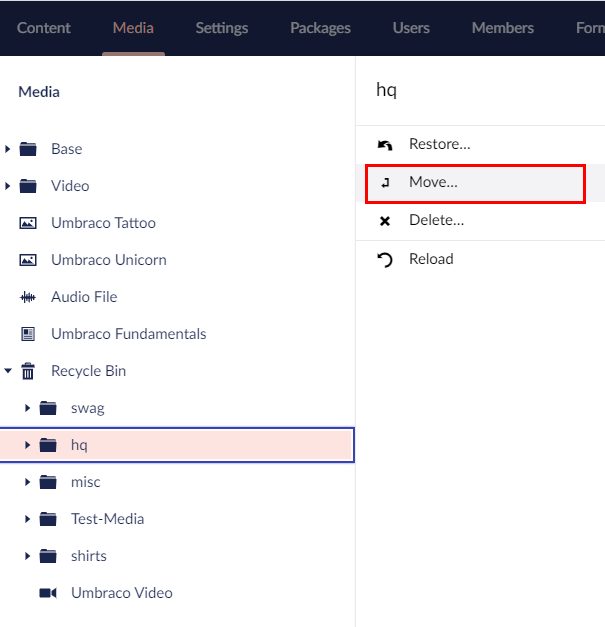 Content Media Settings Packages Users Members Forn
Media
Base
Video
Umbraco Tattoo
Umbraco Unicorn
Audio File
Umbraco Fundamentals
Recycle Bin
swag
hq
misc
Test-Media
shirts
Umbraco Video
hq
Restore...
Move...
Delete...
Reload